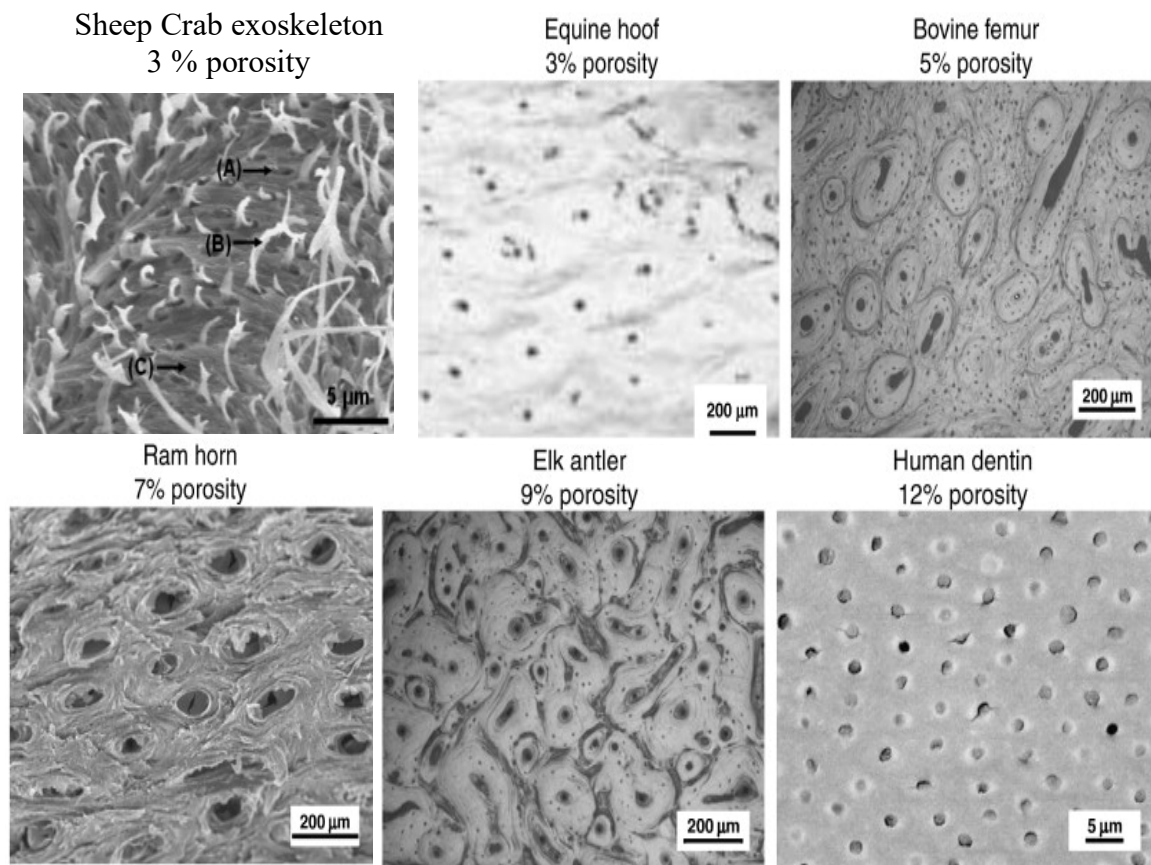 Sheep Crab exoskeleton
3 % porosity
Equine hoof
3% porosity
Bovine femur
5% porosity
(A)
(B)
(C)
5 µm
200 µm
200 µm
Ram horn
7% porosity
Elk antler
9% porosity
Human dentin
12% porosity
200 µm
200 µm
5 µm